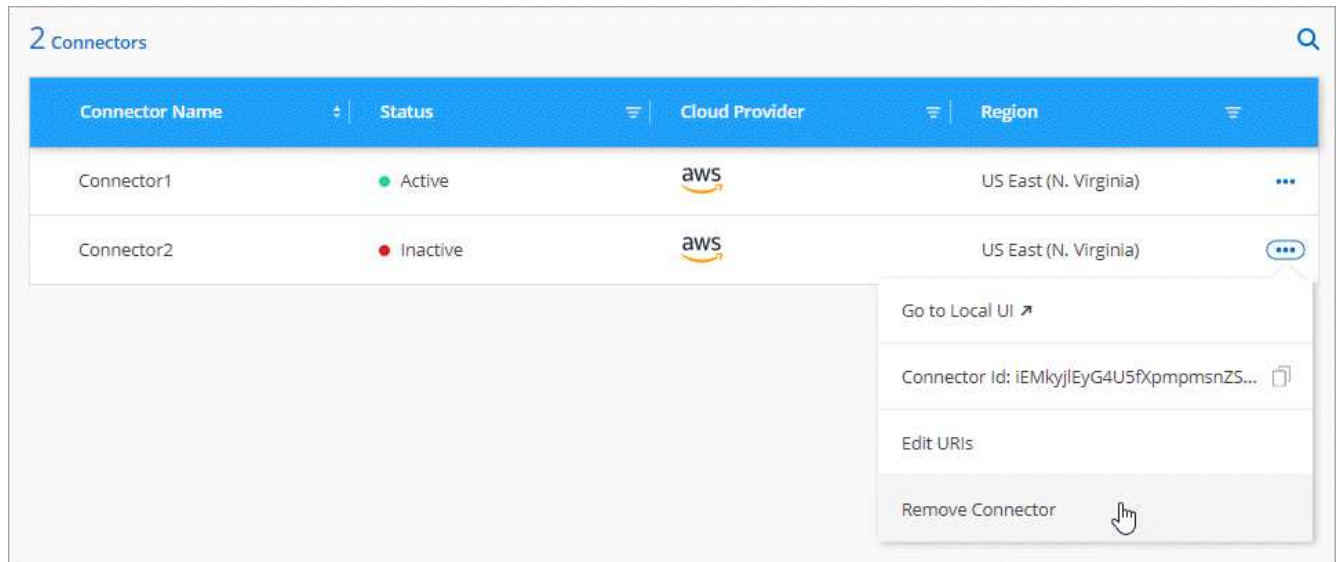 2 Connectors
Connector Name Status Cloud Provider Region
Connector1 Active aws US East (N. Virginia)
Connector2 Inactive aws US East (N. Virginia)
Go to Local UI
Connector Id: iEMkyjlEyG4U5fXpmpmsnZS...
Edit URIs
Remove Connector